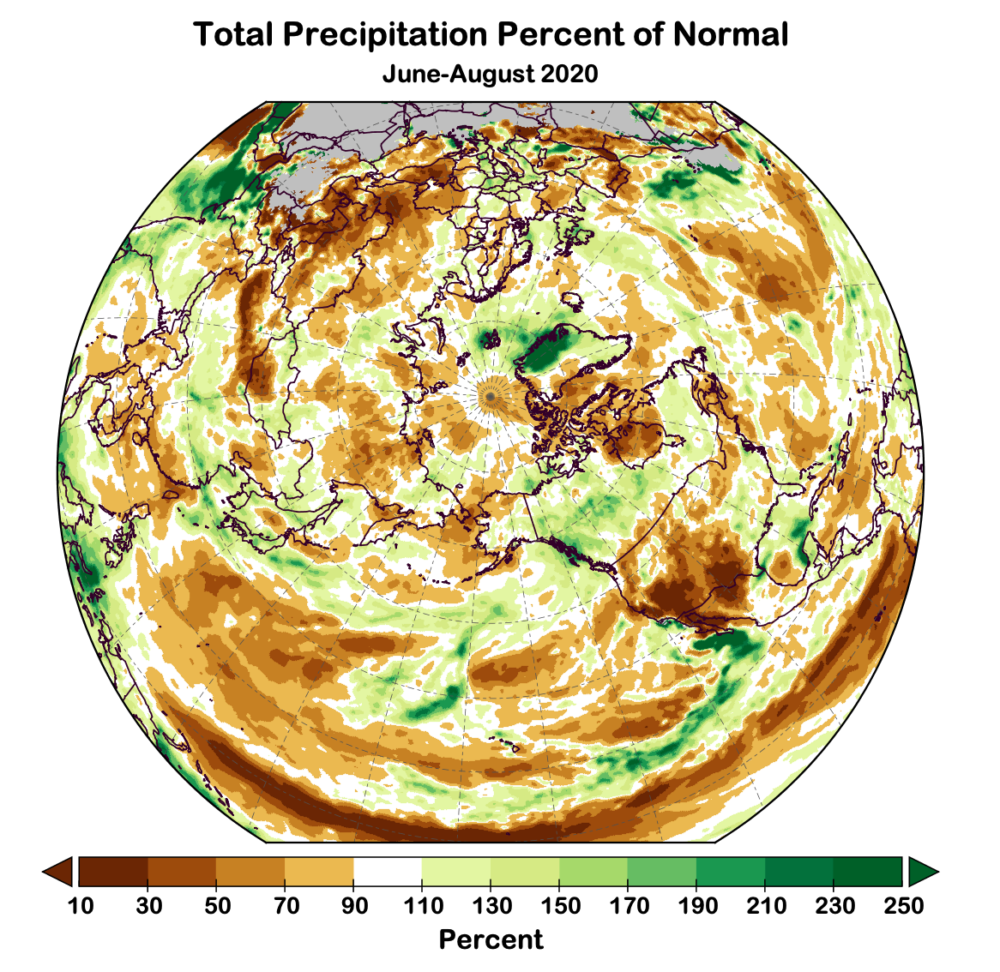 Total Precipitation Percent of Normal
June-August 2020
10 30 50 70 90 110 130 150 170 190 210 230 250
Percent